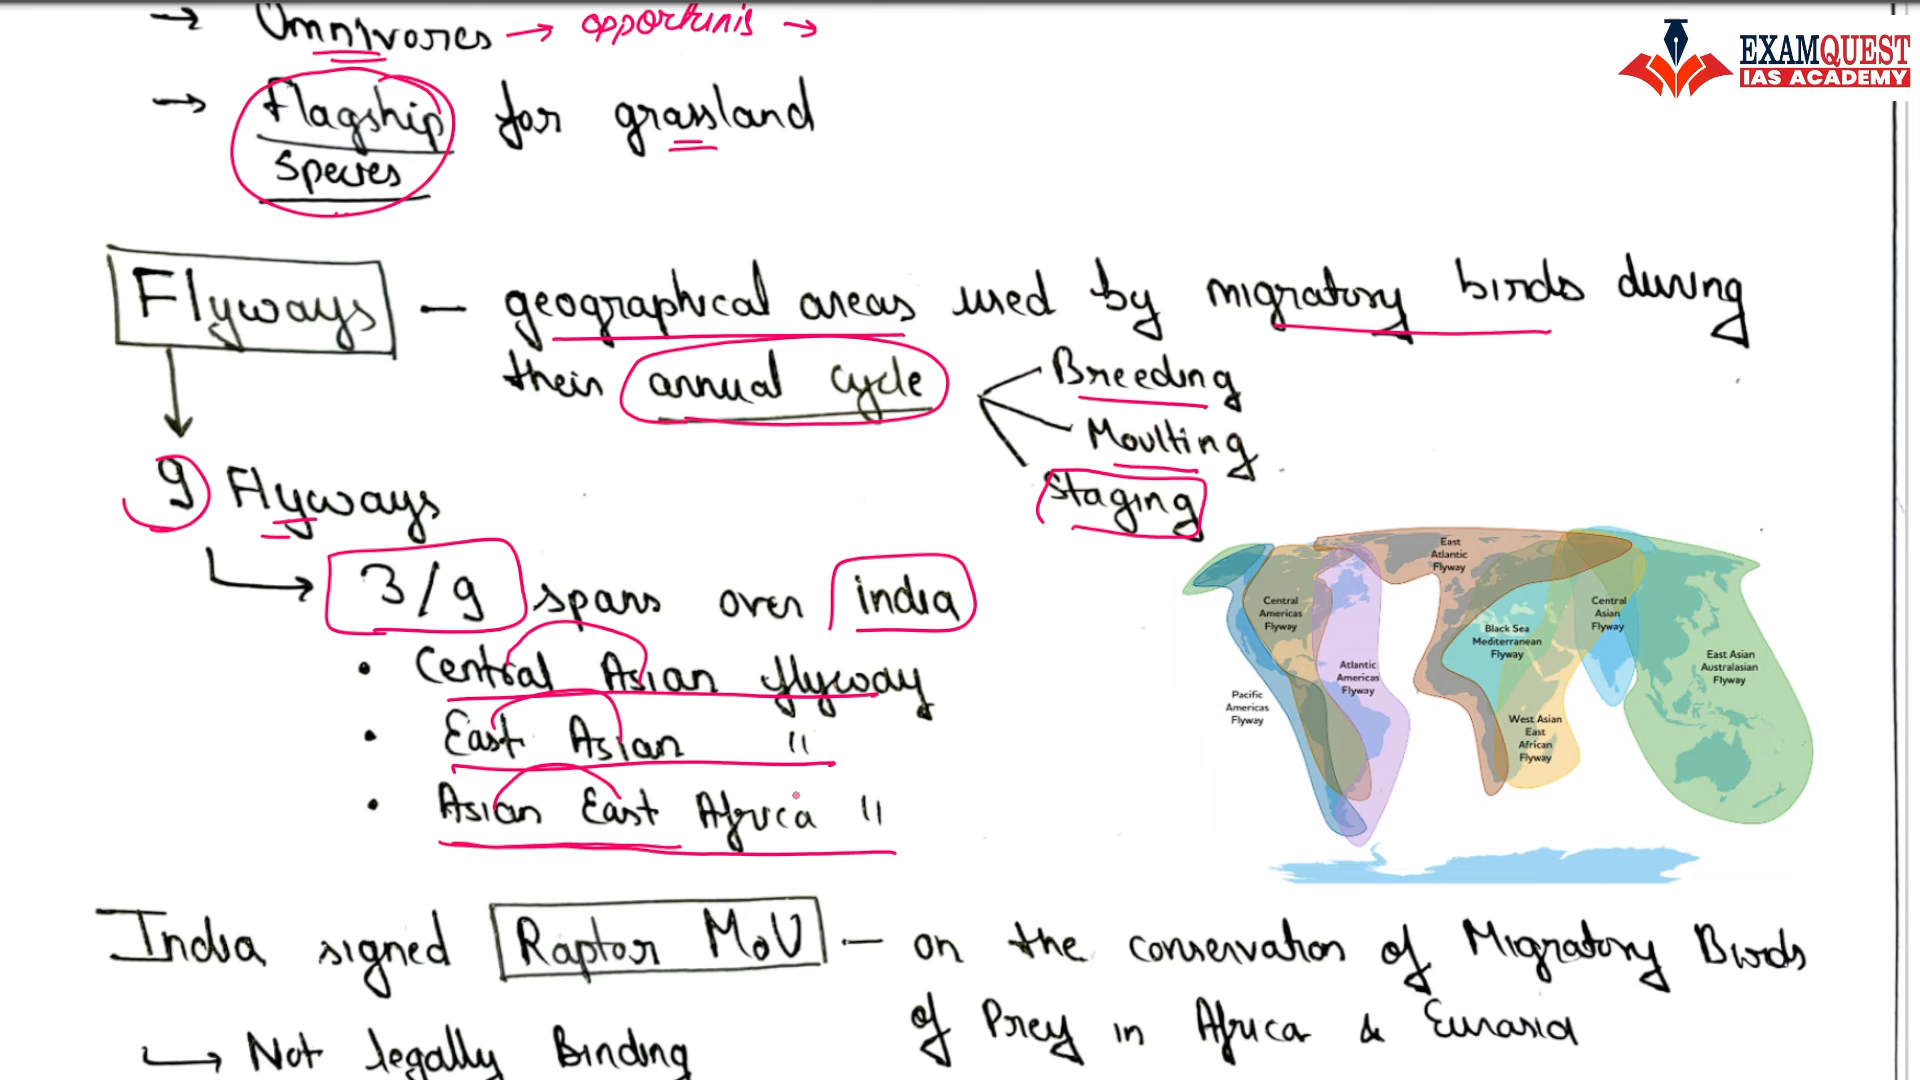 → Omnivores → opportunis →
→ Flagship for grassland
Species
EXAMQUEST
IAS ACADEMY
Flyways — geographical areas used by migratory birds during
their annual cycle
Breeding
Moulting
Staging
9 Flyways
3/9 spans over india
• Central Asian flyway
• East Asian "
• Asian East Africa "
East
Atlantic
Flyway
Central
Americas
Flyway
Central
Asian
Flyway
Black Sea
Mediterranean
Flyway
Atlantic
Americas
Flyway
East Asian
Australasian
Flyway
Pacific
Americas
Flyway
West Asian
East
African
Flyway
India signed Raptor MoU — on the conservation of Migratory Birds
of Prey in Africa & Eurasia
→ Not legally Binding